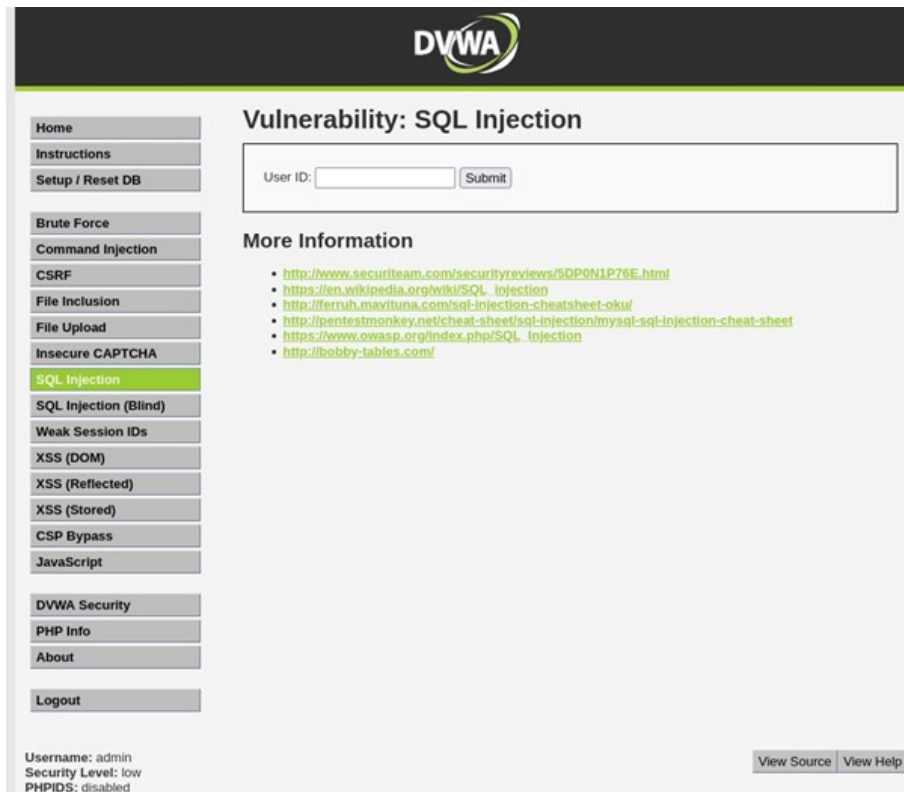 DVWA
Home
Instructions
Setup / Reset DB
Brute Force
Command Injection
CSRF
File Inclusion
File Upload
Insecure CAPTCHA
SQL Injection
SQL Injection (Blind)
Weak Session IDs
XSS (DOM)
XSS (Reflected)
XSS (Stored)
CSP Bypass
JavaScript
DVWA Security
PHP Info
About
Logout
Vulnerability: SQL Injection
User ID: Submit
More Information
• http://www.securiteam.com/securityreviews/5DP0N1P76E.html
• https://en.wikipedia.org/wiki/SQL_injection
• http://ferruh.mavituna.com/sql-injection-cheatsheet-oku/
• http://pentestmonkey.net/cheat-sheet/sql-injection/mysql-sql-injection-cheat-sheet
• https://www.owasp.org/index.php/SQL_Injection
• http://bobby-tables.com/
Username: admin
Security Level: low
PHPIDS: disabled
View Source View Help